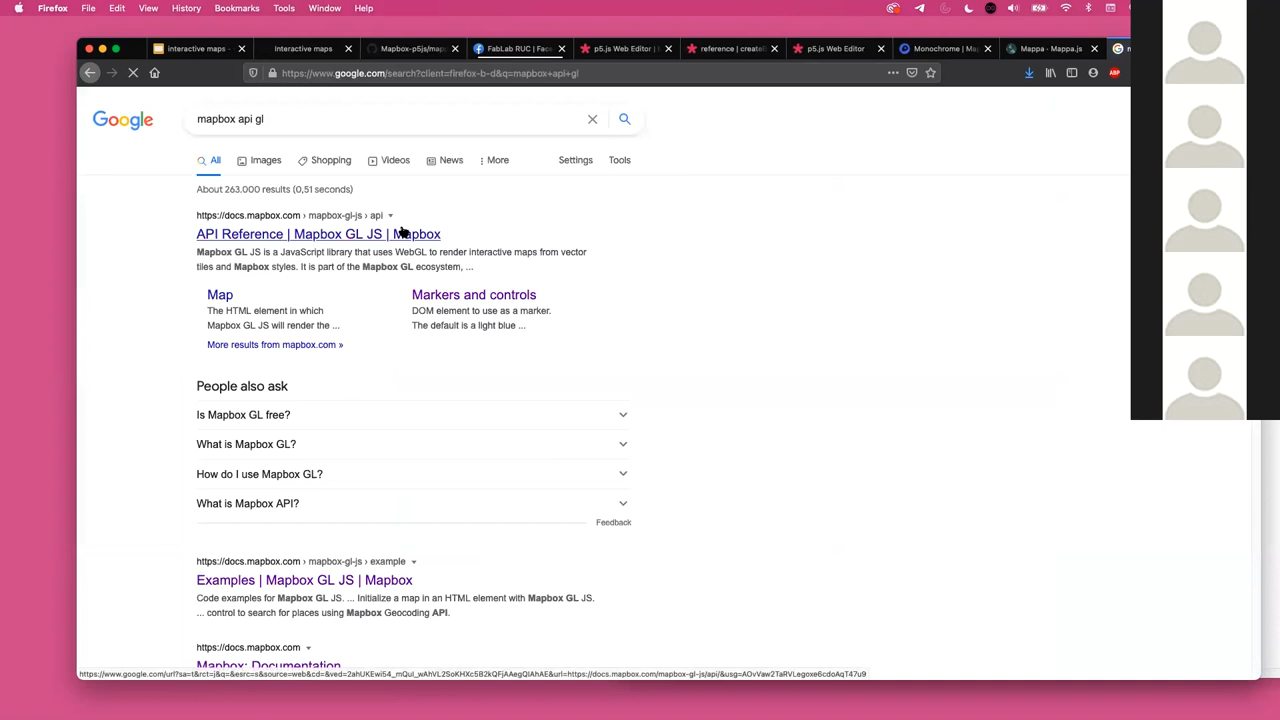 Firefox File Edit View History Bookmarks Tools Window Help
interactive maps - Interactive maps Mapbox-p5js/map FabLab RUC | Face p5.js Web Editor | reference | createE p5.js Web Editor Monochrome | Ma Mappa - Mappa.js
https://www.google.com/search?client=firefox-b-d&q=mapbox+api+gl
ABP
Google
mapbox api gl
All Images Shopping Videos News More Settings Tools
About 263.000 results (0,51 seconds)
https://docs.mapbox.com › mapbox-gl-js › api
API Reference | Mapbox GL JS | Mapbox
Mapbox GL JS is a JavaScript library that uses WebGL to render interactive maps from vector
tiles and Mapbox styles. It is part of the Mapbox GL ecosystem, ...
Map Markers and controls
The HTML element in which DOM element to use as a marker.
Mapbox GL JS will render the ... The default is a light blue ...
More results from mapbox.com »
People also ask
Is Mapbox GL free?
What is Mapbox GL?
How do I use Mapbox GL?
What is Mapbox API?
Feedback
https://docs.mapbox.com › mapbox-gl-js › example
Examples | Mapbox GL JS | Mapbox
Code examples for Mapbox GL JS. ... Initialize a map in an HTML element with Mapbox GL JS.
... control to search for places using Mapbox Geocoding API.
https://docs.mapbox.com
Mapbox: Documentation